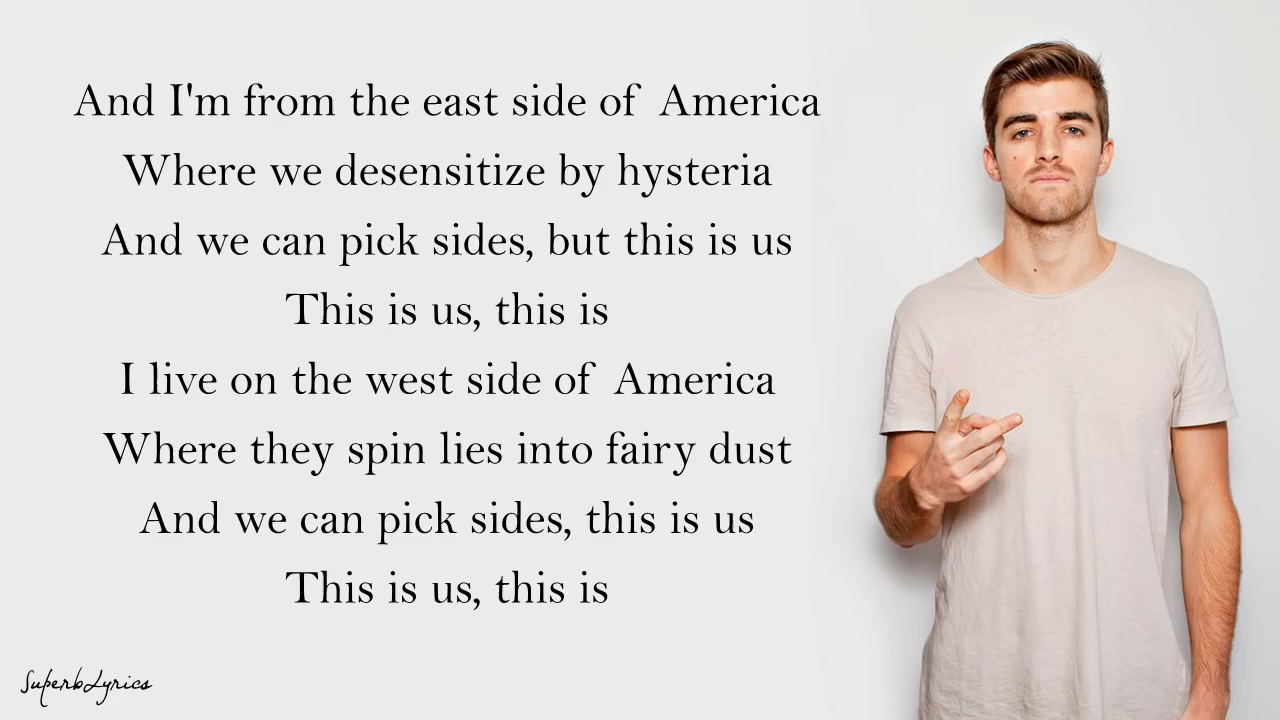 And I'm from the east side of America
Where we desensitize by hysteria
And we can pick sides, but this is us
This is us, this is
I live on the west side of America
Where they spin lies into fairy dust
And we can pick sides, this is us
This is us, this is
SuperbLyrics